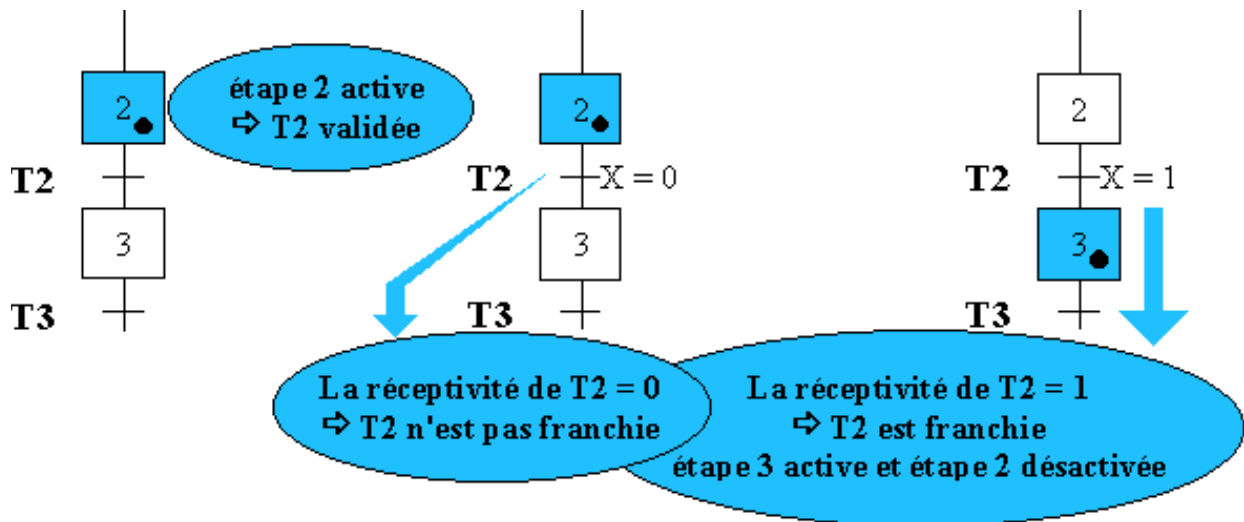 2
étape 2 active
⇨ T2 validée
T2
3
T3
2
T2
X = 0
3
T3
2
T2
X = 1
3
T3
La réceptivité de T2 = 0
⇨ T2 n'est pas franchie
La réceptivité de T2 = 1
⇨ T2 est franchie
étape 3 active et étape 2 désactivée